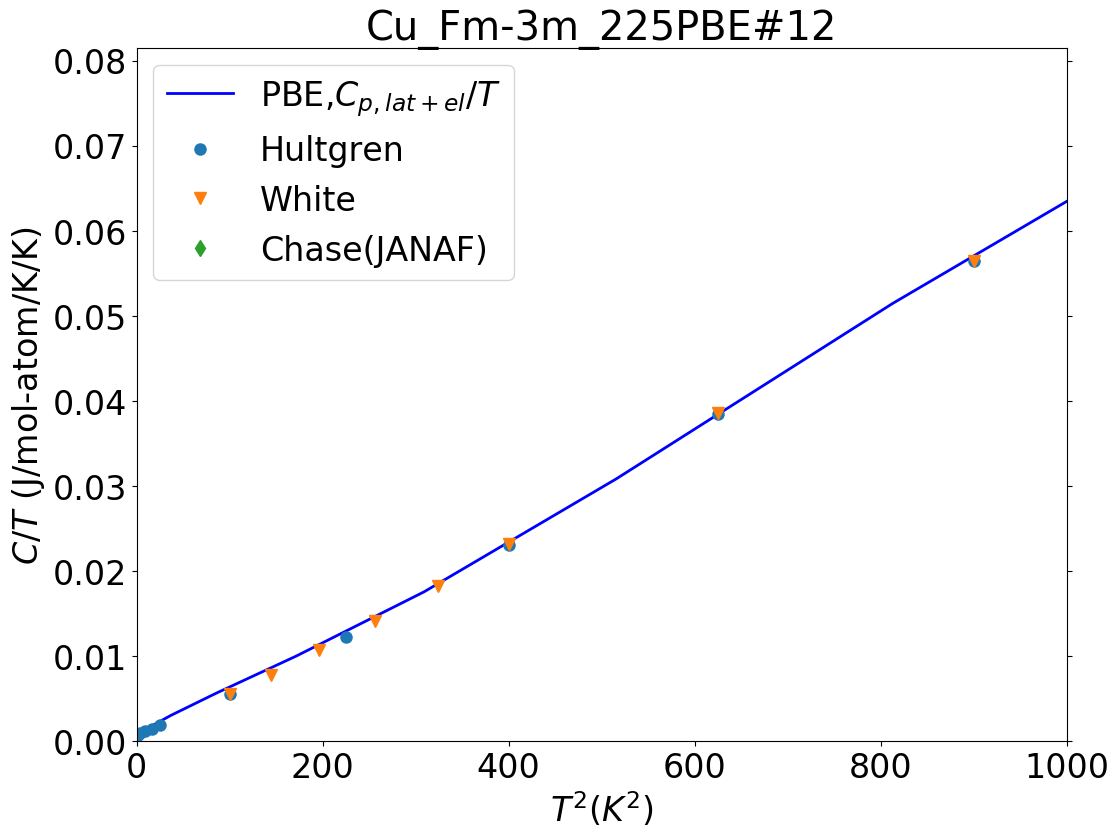 Cu_Fm-3m_225PBE#12
0.08
0.07
0.06
0.05
0.04
0.03
0.02
0.01
0.00
C/T (J/mol-atom/K/K)
PBE,C_{p, lat+el}/T
Hultgren
White
Chase(JANAF)
0 200 400 600 800 1000
T^2(K^2)